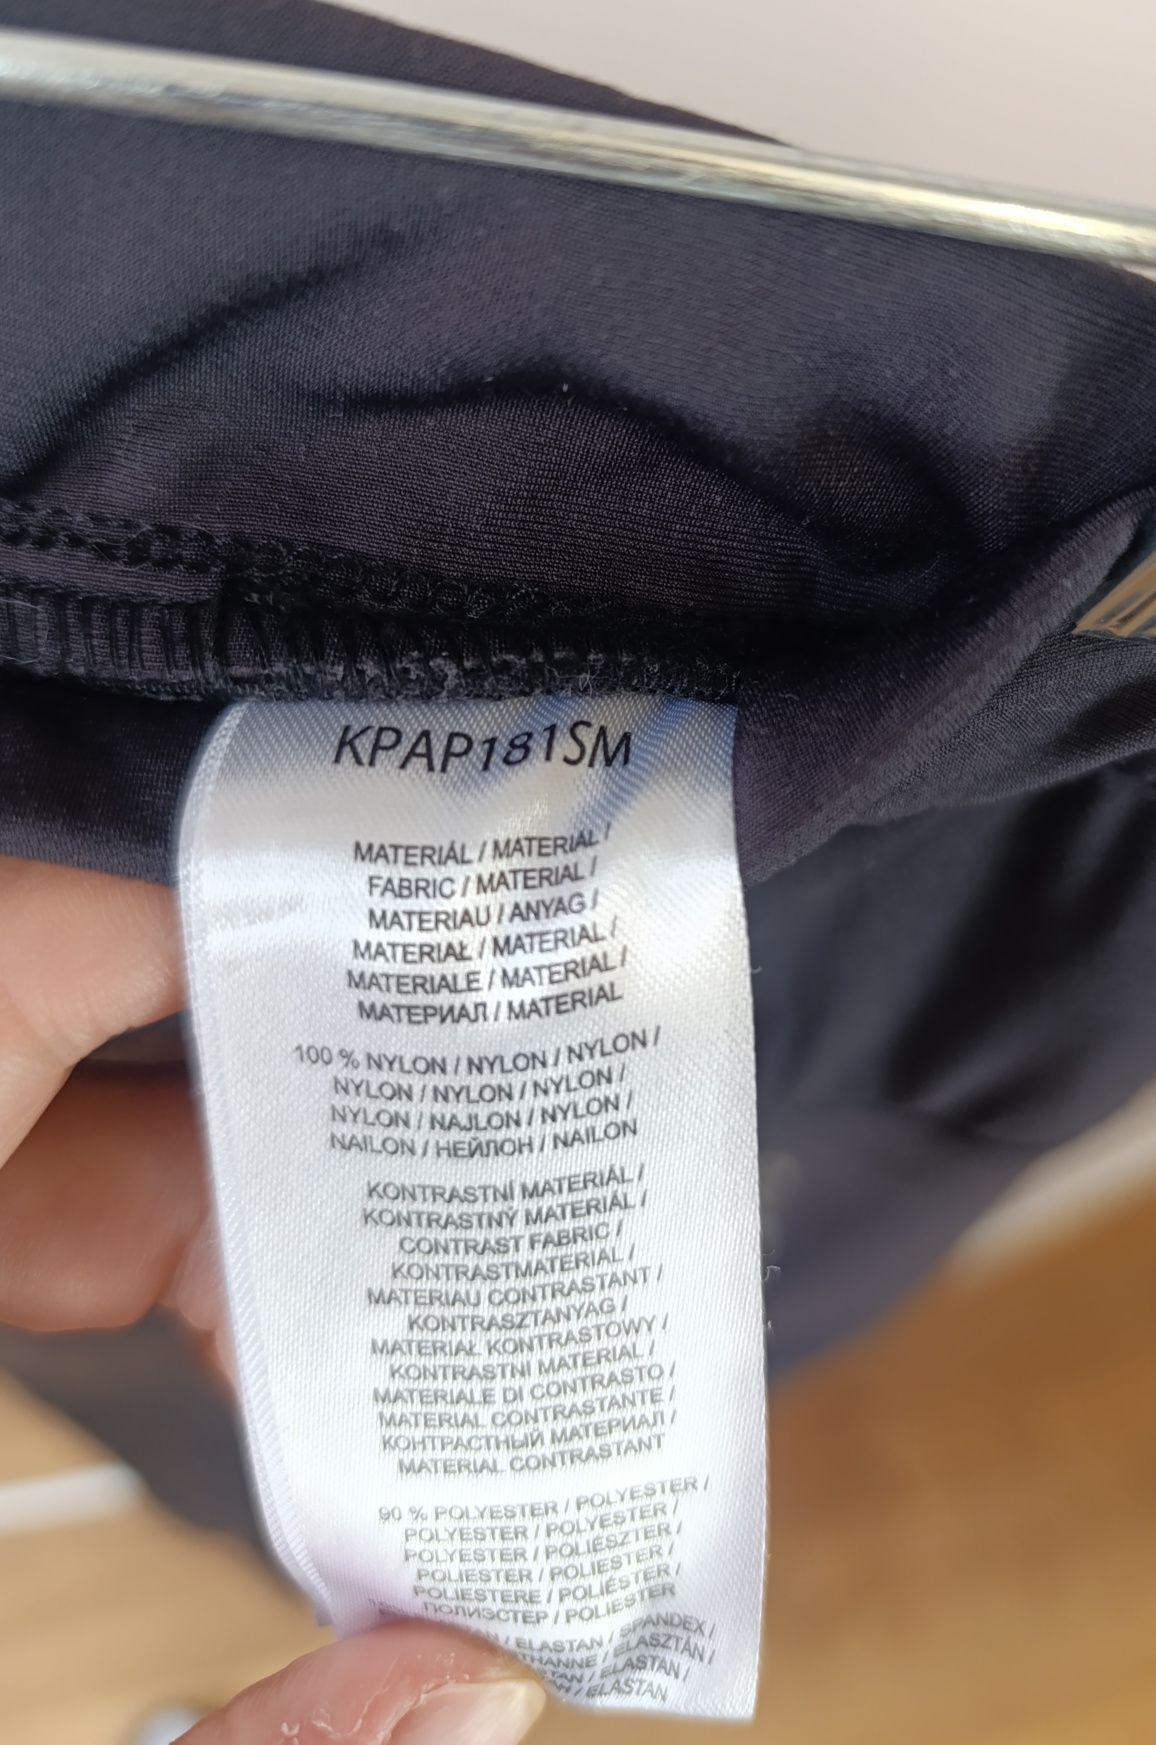 KPAP181SM
MATERIÁL / MATERIÁL /
FABRIC / MATERIAL /
MATERIAU / ANYAG /
MATERIAŁ / MATERIAL /
MATERIALE / MATERIAL /
МАТЕРИАЛ / MATERIAL
100 % NYLON / NYLON / NYLON /
NYLON / NYLON / NYLON /
NYLON / NAJLON / NYLON /
NAILON / НЕЙЛОН / NAILON
KONTRASTNÍ MATERIÁL /
KONTRASTNÝ MATERIÁL /
CONTRAST FABRIC /
KONTRASTMATERIAL /
MATERIAU CONTRASTANT /
KONTRASZTANYAG /
MATERIAŁ KONTRASTOWY /
KONTRASTNI MATERIAL /
MATERIALE DI CONTRASTO /
MATERIAL CONTRASTANTE /
КОНТРАСТНЫЙ МАТЕРИАЛ /
MATERIAL CONTRASTANT
90 % POLYESTER / POLYESTER /
POLYESTER / POLYESTER /
POLYESTER / POLIÉSZTER /
POLIESTER / POLIESTER /
POLIESTERE / POLIÉSTER /
ПОЛИЭСТЕР / POLIESTER
/ ELASTAN / SPANDEX /
/ ELASZTÁN /
/ ELASTAN /
/ ELASTAN